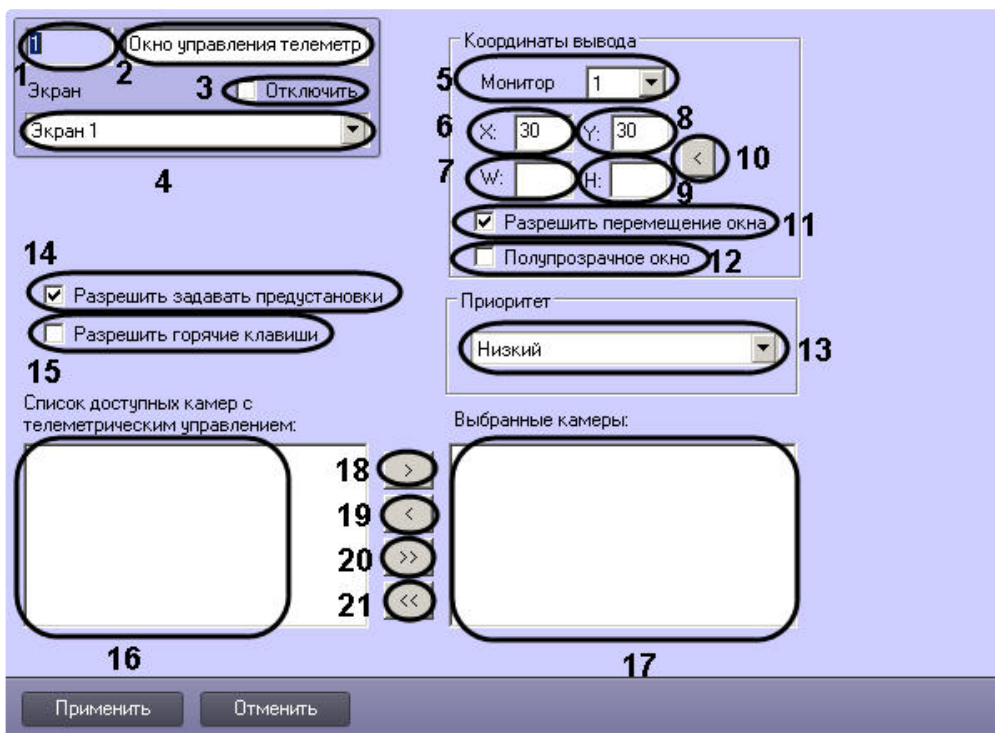 1
Окно управления телеметр
1
2
Экран
3
Отключить
Экран 1
4
Координаты вывода
5
Монитор
1
6
X: 30
Y: 30
8
7
W:
H:
9
<
10
Разрешить перемещение окна
11
Полупрозрачное окно
12
14
Разрешить задавать предустановки
Разрешить горячие клавиши
15
Приоритет
Низкий
13
Список доступных камер с
телеметрическим управлением:
Выбранные камеры:
18 >
19 <
20 >>
21 <<
16
17
Применить
Отменить